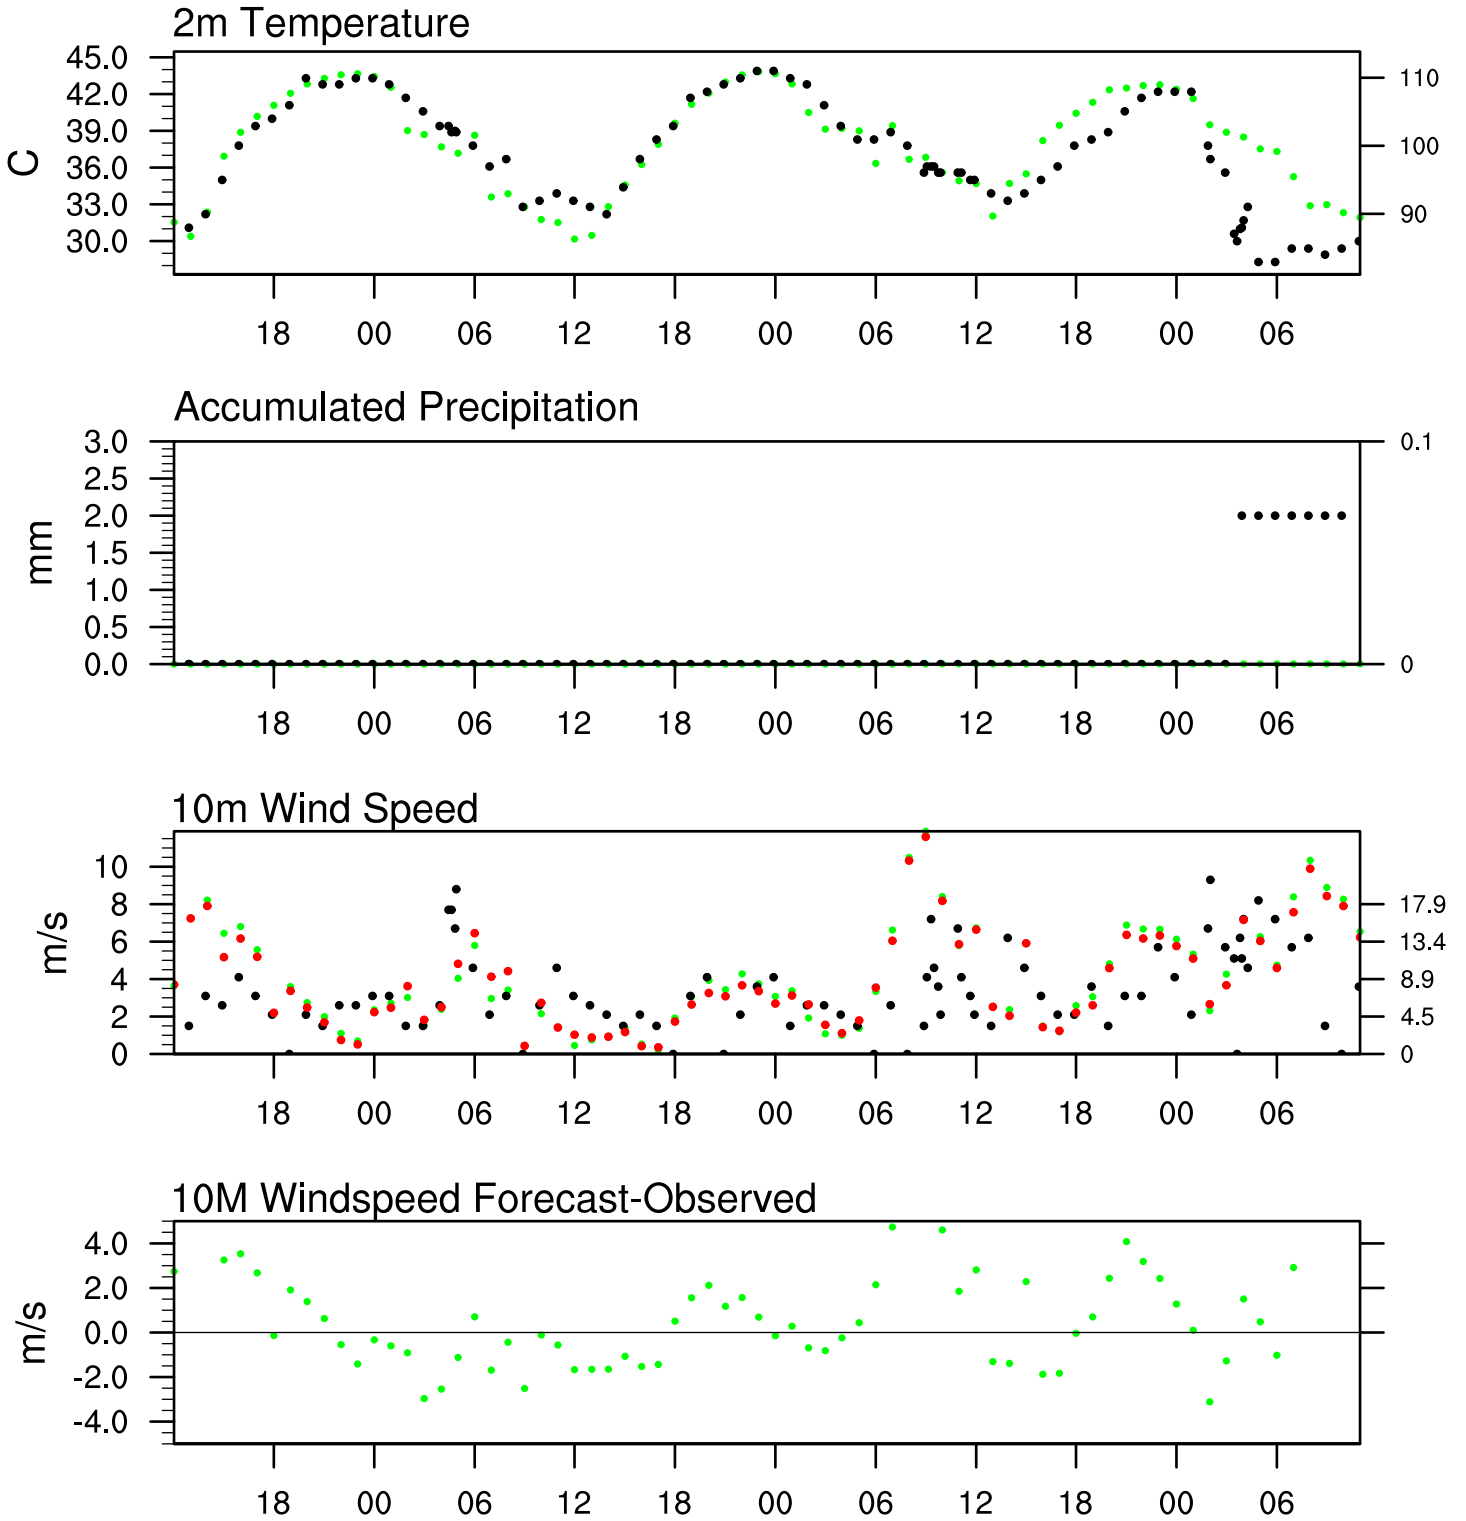 2m Temperature
45.0
42.0
39.0
36.0
33.0
30.0
C
110
100
90
18 00 06 12 18 00 06 12 18 00 06
Accumulated Precipitation
3.0
2.5
2.0
1.5
1.0
0.5
0.0
mm
0.1
0
18 00 06 12 18 00 06 12 18 00 06
10m Wind Speed
10
8
6
4
2
0
m/s
17.9
13.4
8.9
4.5
0
18 00 06 12 18 00 06 12 18 00 06
10M Windspeed Forecast-Observed
4.0
2.0
0.0
-2.0
-4.0
m/s
18 00 06 12 18 00 06 12 18 00 06